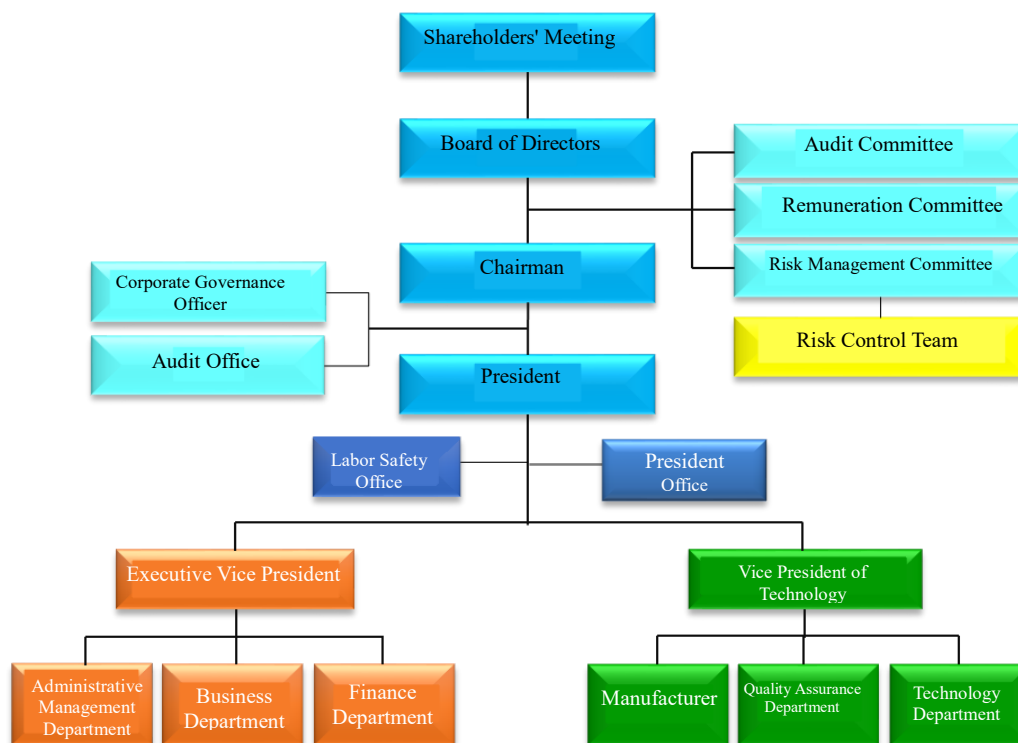 Shareholders' Meeting
Board of Directors
Audit Committee
Remuneration Committee
Chairman
Risk Management Committee
Corporate Governance
Officer
Risk Control Team
Audit Office
President
Labor Safety
Office
President
Office
Executive Vice President
Vice President of
Technology
Administrative
Management
Department
Business
Department
Finance
Department
Manufacturer
Quality Assurance
Department
Technology
Department